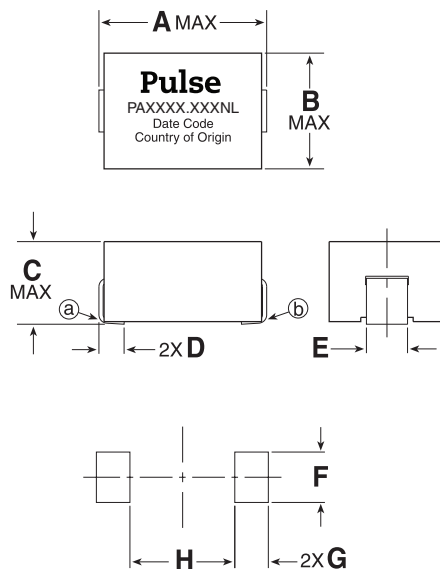 A MAX
Pulse
PAXXXX.XXXNL
Date Code
Country of Origin
B
MAX
C
MAX
a
b
2X D
E
F
H
2X G